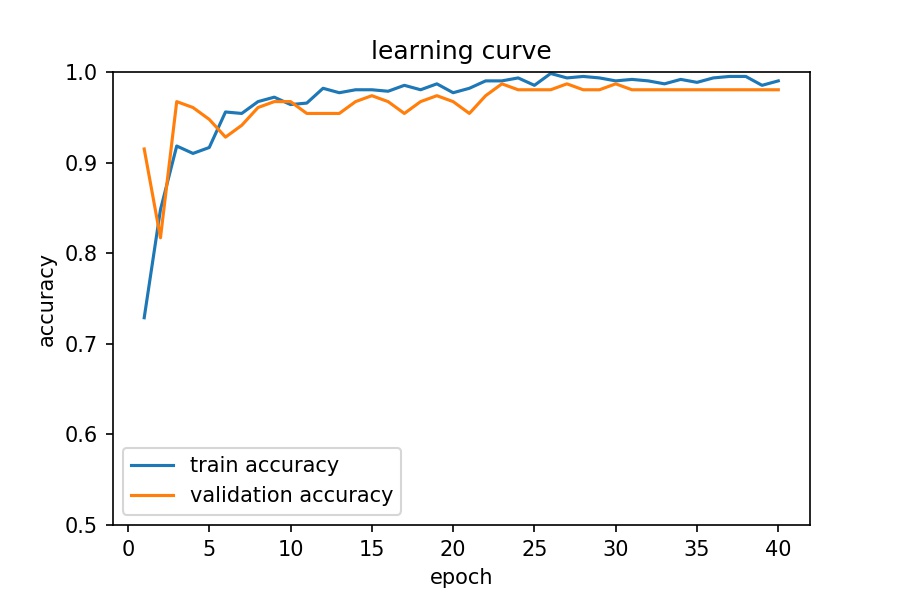 learning curve
1.0
0.9
0.8
0.7
0.6
0.5
accuracy
train accuracy
validation accuracy
0 5 10 15 20 25 30 35 40
epoch